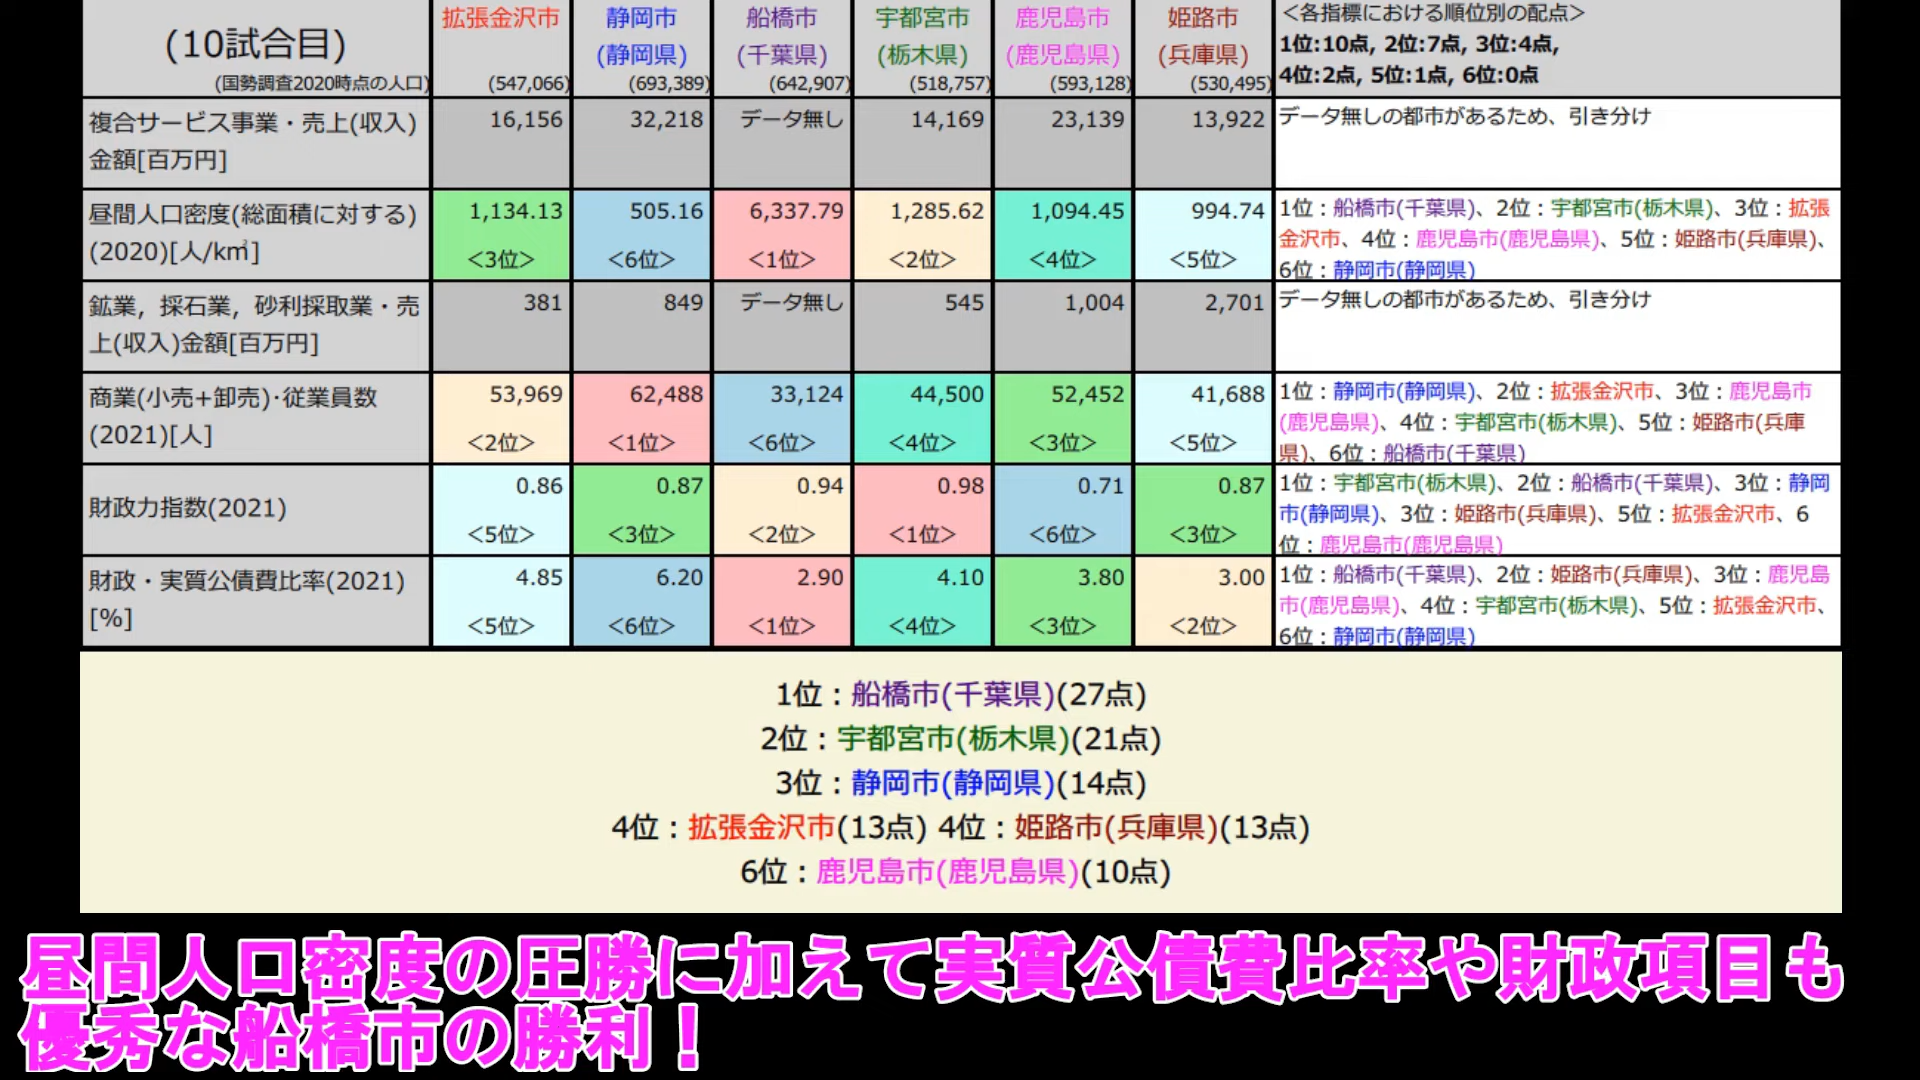 (10試合目)
(国勢調査2020時点の人口)
拡張金沢市
(547,066)
静岡市
(静岡県)
(693,389)
船橋市
(千葉県)
(642,907)
宇都宮市
(栃木県)
(518,757)
鹿児島市
(鹿児島県)
(593,128)
姫路市
(兵庫県)
(530,495)
＜各指標における順位別の配点＞
1位:10点, 2位:7点, 3位:4点,
4位:2点, 5位:1点, 6位:0点
複合サービス事業・売上(収入)
金額[百万円]
16,156
32,218
データ無し
14,169
23,139
13,922
データ無しの都市があるため、引き分け
昼間人口密度(総面積に対する)
(2020)[人/k㎡]
1,134.13
<3位>
505.16
<6位>
6,337.79
<1位>
1,285.62
<2位>
1,094.45
<4位>
994.74
<5位>
1位：船橋市(千葉県)、2位：宇都宮市(栃木県)、3位：拡張
金沢市、4位：鹿児島市(鹿児島県)、5位：姫路市(兵庫県)、
6位：静岡市(静岡県)
鉱業，採石業，砂利採取業・売
上(収入)金額[百万円]
381
849
データ無し
545
1,004
2,701
データ無しの都市があるため、引き分け
商業(小売+卸売)･従業員数
(2021)[人]
53,969
<2位>
62,488
<1位>
33,124
<6位>
44,500
<4位>
52,452
<3位>
41,688
<5位>
1位：静岡市(静岡県)、2位：拡張金沢市、3位：鹿児島市
(鹿児島県)、4位：宇都宮市(栃木県)、5位：姫路市(兵庫
県)、6位：船橋市(千葉県)
財政力指数(2021)
0.86
<5位>
0.87
<3位>
0.94
<2位>
0.98
<1位>
0.71
<6位>
0.87
<3位>
1位：宇都宮市(栃木県)、2位：船橋市(千葉県)、3位：静岡
市(静岡県)、3位：姫路市(兵庫県)、5位：拡張金沢市、6
位：鹿児島市(鹿児島県)
財政・実質公債費比率(2021)
[%]
4.85
<5位>
6.20
<6位>
2.90
<1位>
4.10
<4位>
3.80
<3位>
3.00
<2位>
1位：船橋市(千葉県)、2位：姫路市(兵庫県)、3位：鹿児島
市(鹿児島県)、4位：宇都宮市(栃木県)、5位：拡張金沢市、
6位：静岡市(静岡県)
1位：船橋市(千葉県)(27点)
2位：宇都宮市(栃木県)(21点)
3位：静岡市(静岡県)(14点)
4位：拡張金沢市(13点) 4位：姫路市(兵庫県)(13点)
6位：鹿児島市(鹿児島県)(10点)
昼間人口密度の圧勝に加えて実質公債費比率や財政項目も
優秀な船橋市の勝利！